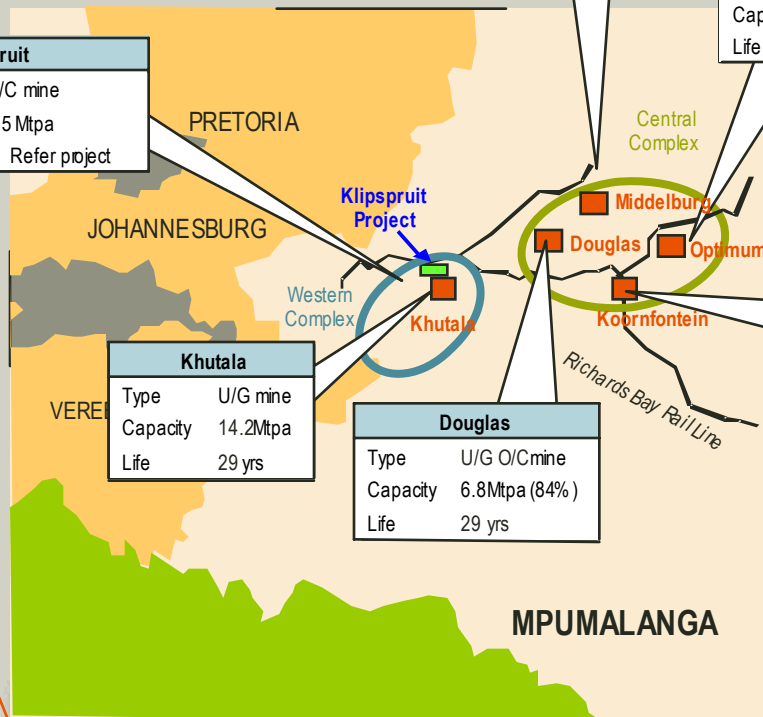 Cap
Life
ruit
/C mine
5 Mtpa
Refer project
PRETORIA
Central
Complex
Klipspruit
Project
Middelburg
JOHANNESBURG
Douglas
Optimum
Western
Complex
Khutala
Koornfontein
Richards Bay Rail Line
Khutala
Type U/G mine
Capacity 14.2Mtpa
Life 29 yrs
VEREE
Douglas
Type U/G O/Cmine
Capacity 6.8Mtpa (84%)
Life 29 yrs
MPUMALANGA